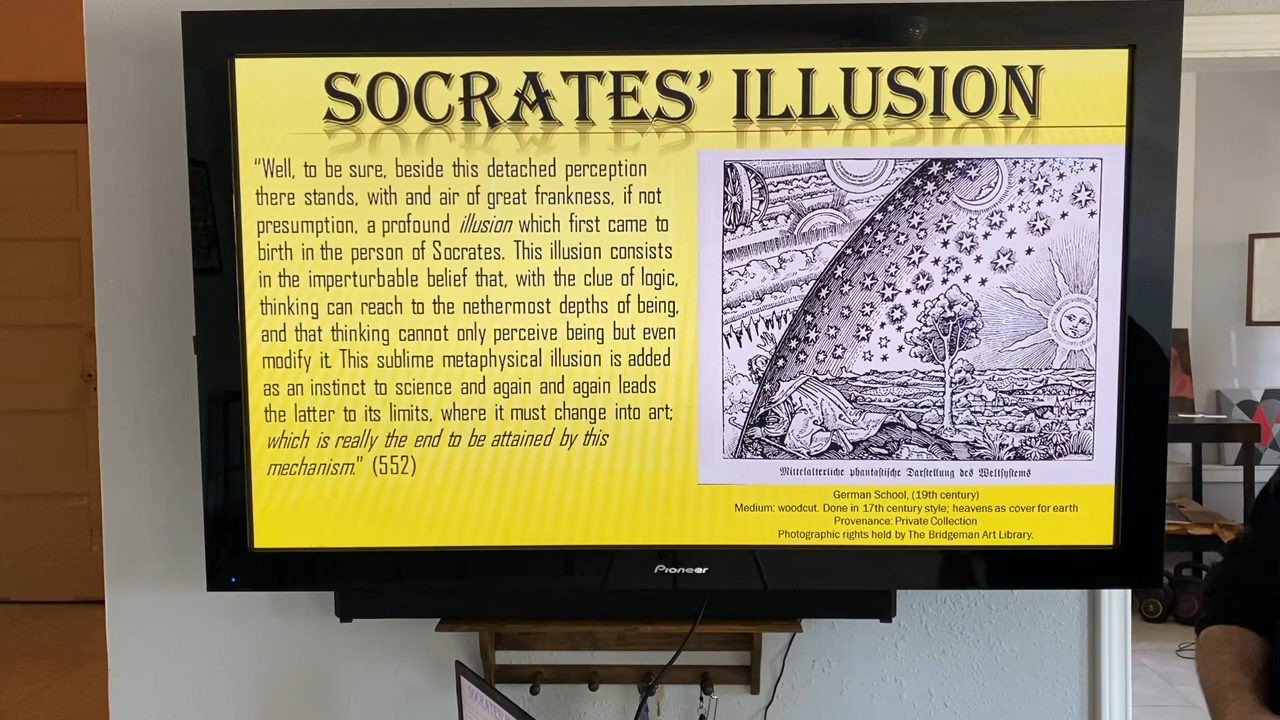 SOCRATES' ILLUSION
“Well, to be sure, beside this detached perception
there stands, with and air of great frankness, if not
presumption, a profound illusion which first came to
birth in the person of Socrates. This illusion consists
in the imperturbable belief that, with the clue of logic,
thinking can reach to the nethermost depths of being,
and that thinking cannot only perceive being but even
modify it. This sublime metaphysical illusion is added
as an instinct to science and again and again leads
the latter to its limits, where it must change into art;
which is really the end to be attained by this
mechanism.” (552)
Mittelalterliche phantastische Darstellung des Weltsystems
German School, (19th century)
Medium: woodcut. Done in 17th century style; heavens as cover for earth
Provenance: Private Collection
Photographic rights held by The Bridgeman Art Library.
Pioneer